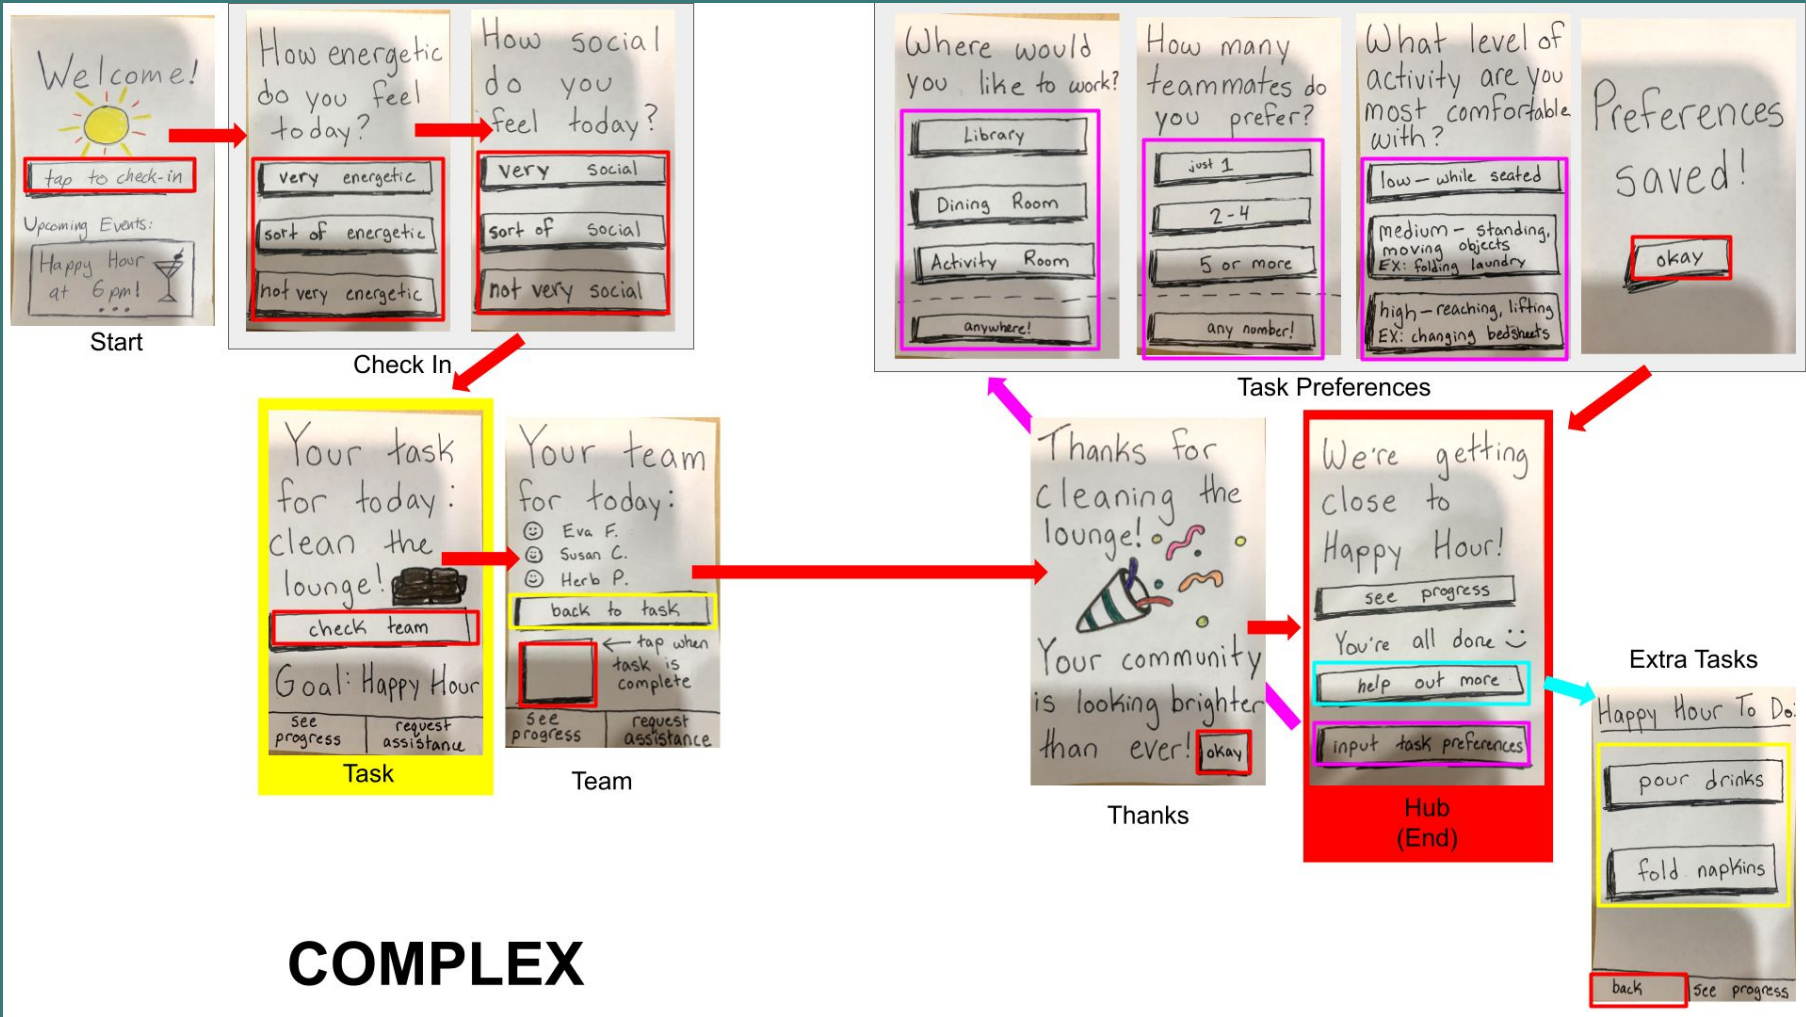 Welcome!
tap to check-in
Upcoming Events:
Happy Hour
at 6pm!
Start
How energetic
do you feel
today?
very energetic
sort of energetic
not very energetic
How social
do you
feel today?
very social
sort of social
not very social
Check In
Where would
you like to work?
Library
Dining Room
Activity Room
anywhere!
How many
teammates do
you prefer?
just 1
2-4
5 or more
any number!
What level of
activity are you
most comfortable
with?
low - while seated
medium - standing,
moving objects
EX: folding laundry
high - reaching, lifting
EX: changing bedsheets
Preferences
saved!
okay
Task Preferences
Your task
for today:
clean the
lounge!
check team
Goal: Happy Hour
see
progress
request
assistance
Task
Your team
for today:
Eva F.
Susan C.
Herb P.
back to task
← tap when
task is
complete
see
progress
request
assistance
Team
Thanks for
cleaning the
lounge!
Your community
is looking brighter
than ever!
okay
Thanks
We're getting
close to
Happy Hour!
see progress
You're all done
help out more
input task preferences
Hub
(End)
Extra Tasks
Happy Hour To Do:
pour drinks
fold napkins
back
see progress
COMPLEX